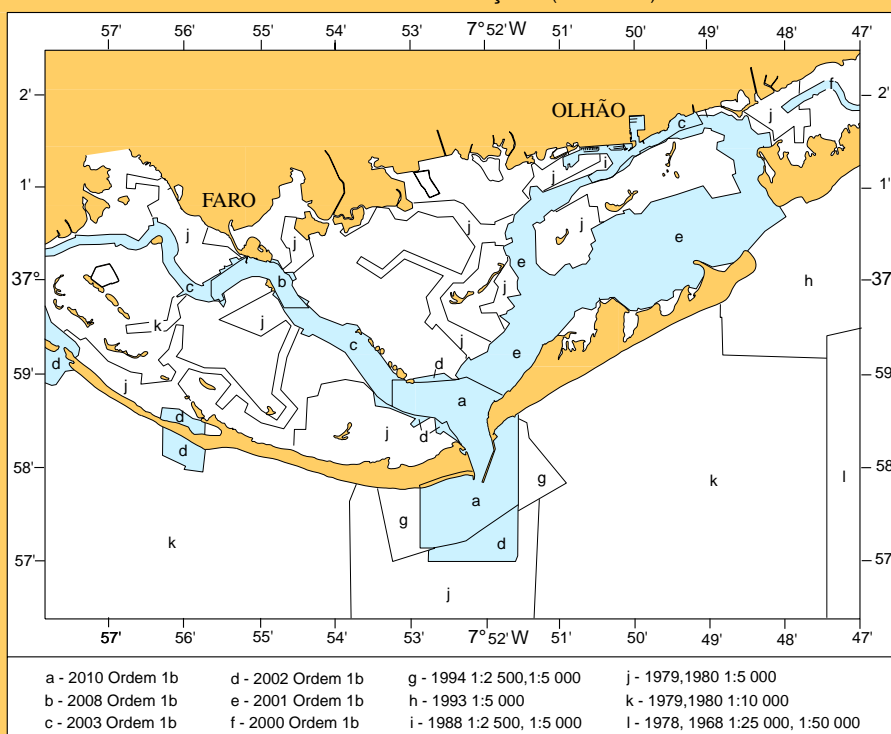 57' 56' 55' 54' 53' 7° 52' W 51' 50' 49' 48' 47'
2' 2'
f
OLHÃO
c j
j i
1' 1'
FARO
j j j j
e e
37° 37°
c b j h
k j c j
d j d e 59' 59'
a
d j d
58' d 58'
a g k l
g
k d
57' 57'
j
57' 56' 55' 54' 53' 7° 52' W 51' 50' 49' 48' 47'
a - 2010 Ordem 1b d - 2002 Ordem 1b g - 1994 1:2 500,1:5 000 j - 1979,1980 1:5 000
b - 2008 Ordem 1b e - 2001 Ordem 1b h - 1993 1:5 000 k - 1979,1980 1:10 000
c - 2003 Ordem 1b f - 2000 Ordem 1b i - 1988 1:2 500, 1:5 000 l - 1978, 1968 1:25 000, 1:50 000